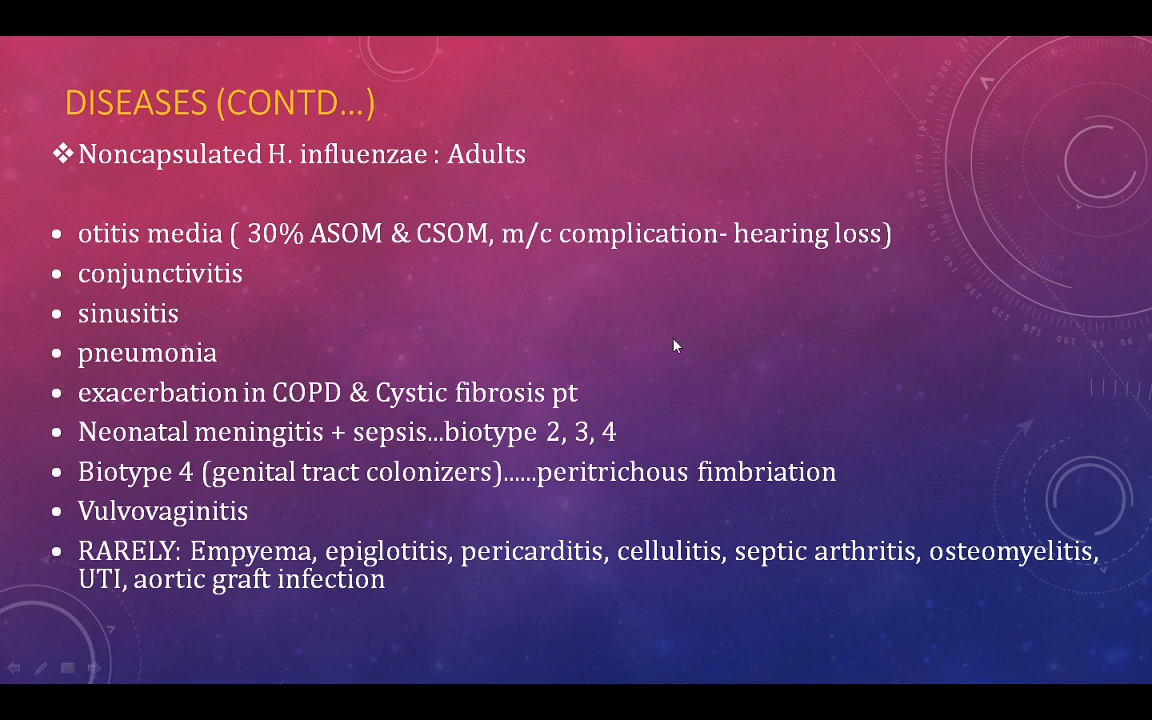 DISEASES (CONTD...)
❖ Noncapsulated H. influenzae : Adults
• otitis media ( 30% ASOM & CSOM, m/c complication- hearing loss)
• conjunctivitis
• sinusitis
• pneumonia
• exacerbation in COPD & Cystic fibrosis pt
• Neonatal meningitis + sepsis...biotype 2, 3, 4
• Biotype 4 (genital tract colonizers)......peritrichous fimbriation
• Vulvovaginitis
• RARELY: Empyema, epiglotitis, pericarditis, cellulitis, septic arthritis, osteomyelitis,
UTI, aortic graft infection